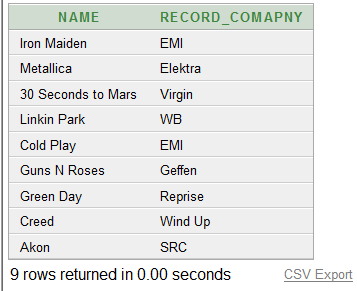 NAME RECORD_COMAPNY
Iron Maiden EMI
Metallica Elektra
30 Seconds to Mars Virgin
Linkin Park WB
Cold Play EMI
Guns N Roses Geffen
Green Day Reprise
Creed Wind Up
Akon SRC
9 rows returned in 0.00 seconds CSV Export